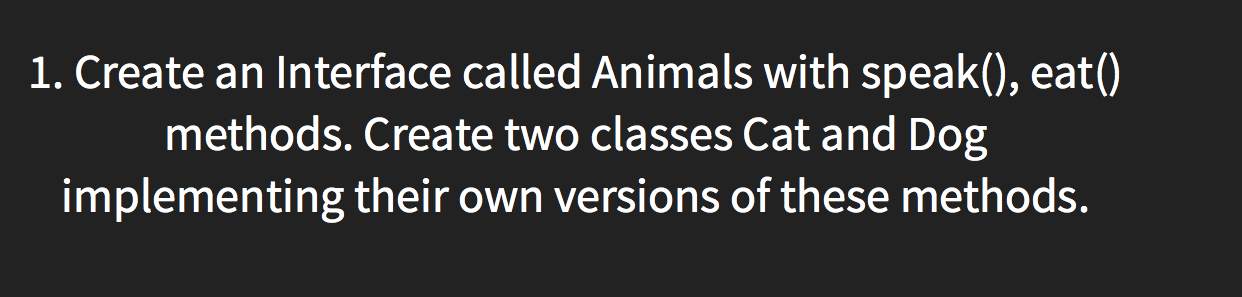 1. Create an Interface called Animals with speak(), eat()
methods. Create two classes Cat and Dog
implementing their own versions of these methods.